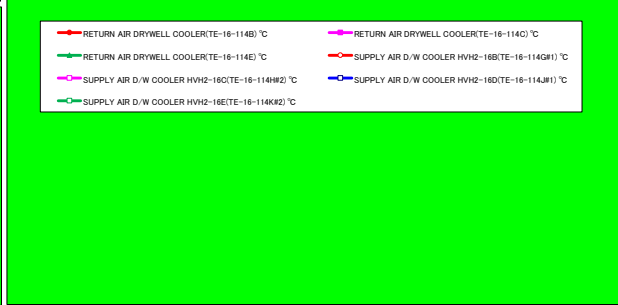 RETURN AIR DRYWELL COOLER(TE-16-114B) ℃
RETURN AIR DRYWELL COOLER(TE-16-114C) ℃
RETURN AIR DRYWELL COOLER(TE-16-114E) ℃
SUPPLY AIR D/W COOLER HVH2-16B(TE-16-114G#1) ℃
SUPPLY AIR D/W COOLER HVH2-16C(TE-16-114H#2) ℃
SUPPLY AIR D/W COOLER HVH2-16D(TE-16-114J#1) ℃
SUPPLY AIR D/W COOLER HVH2-16E(TE-16-114K#2) ℃